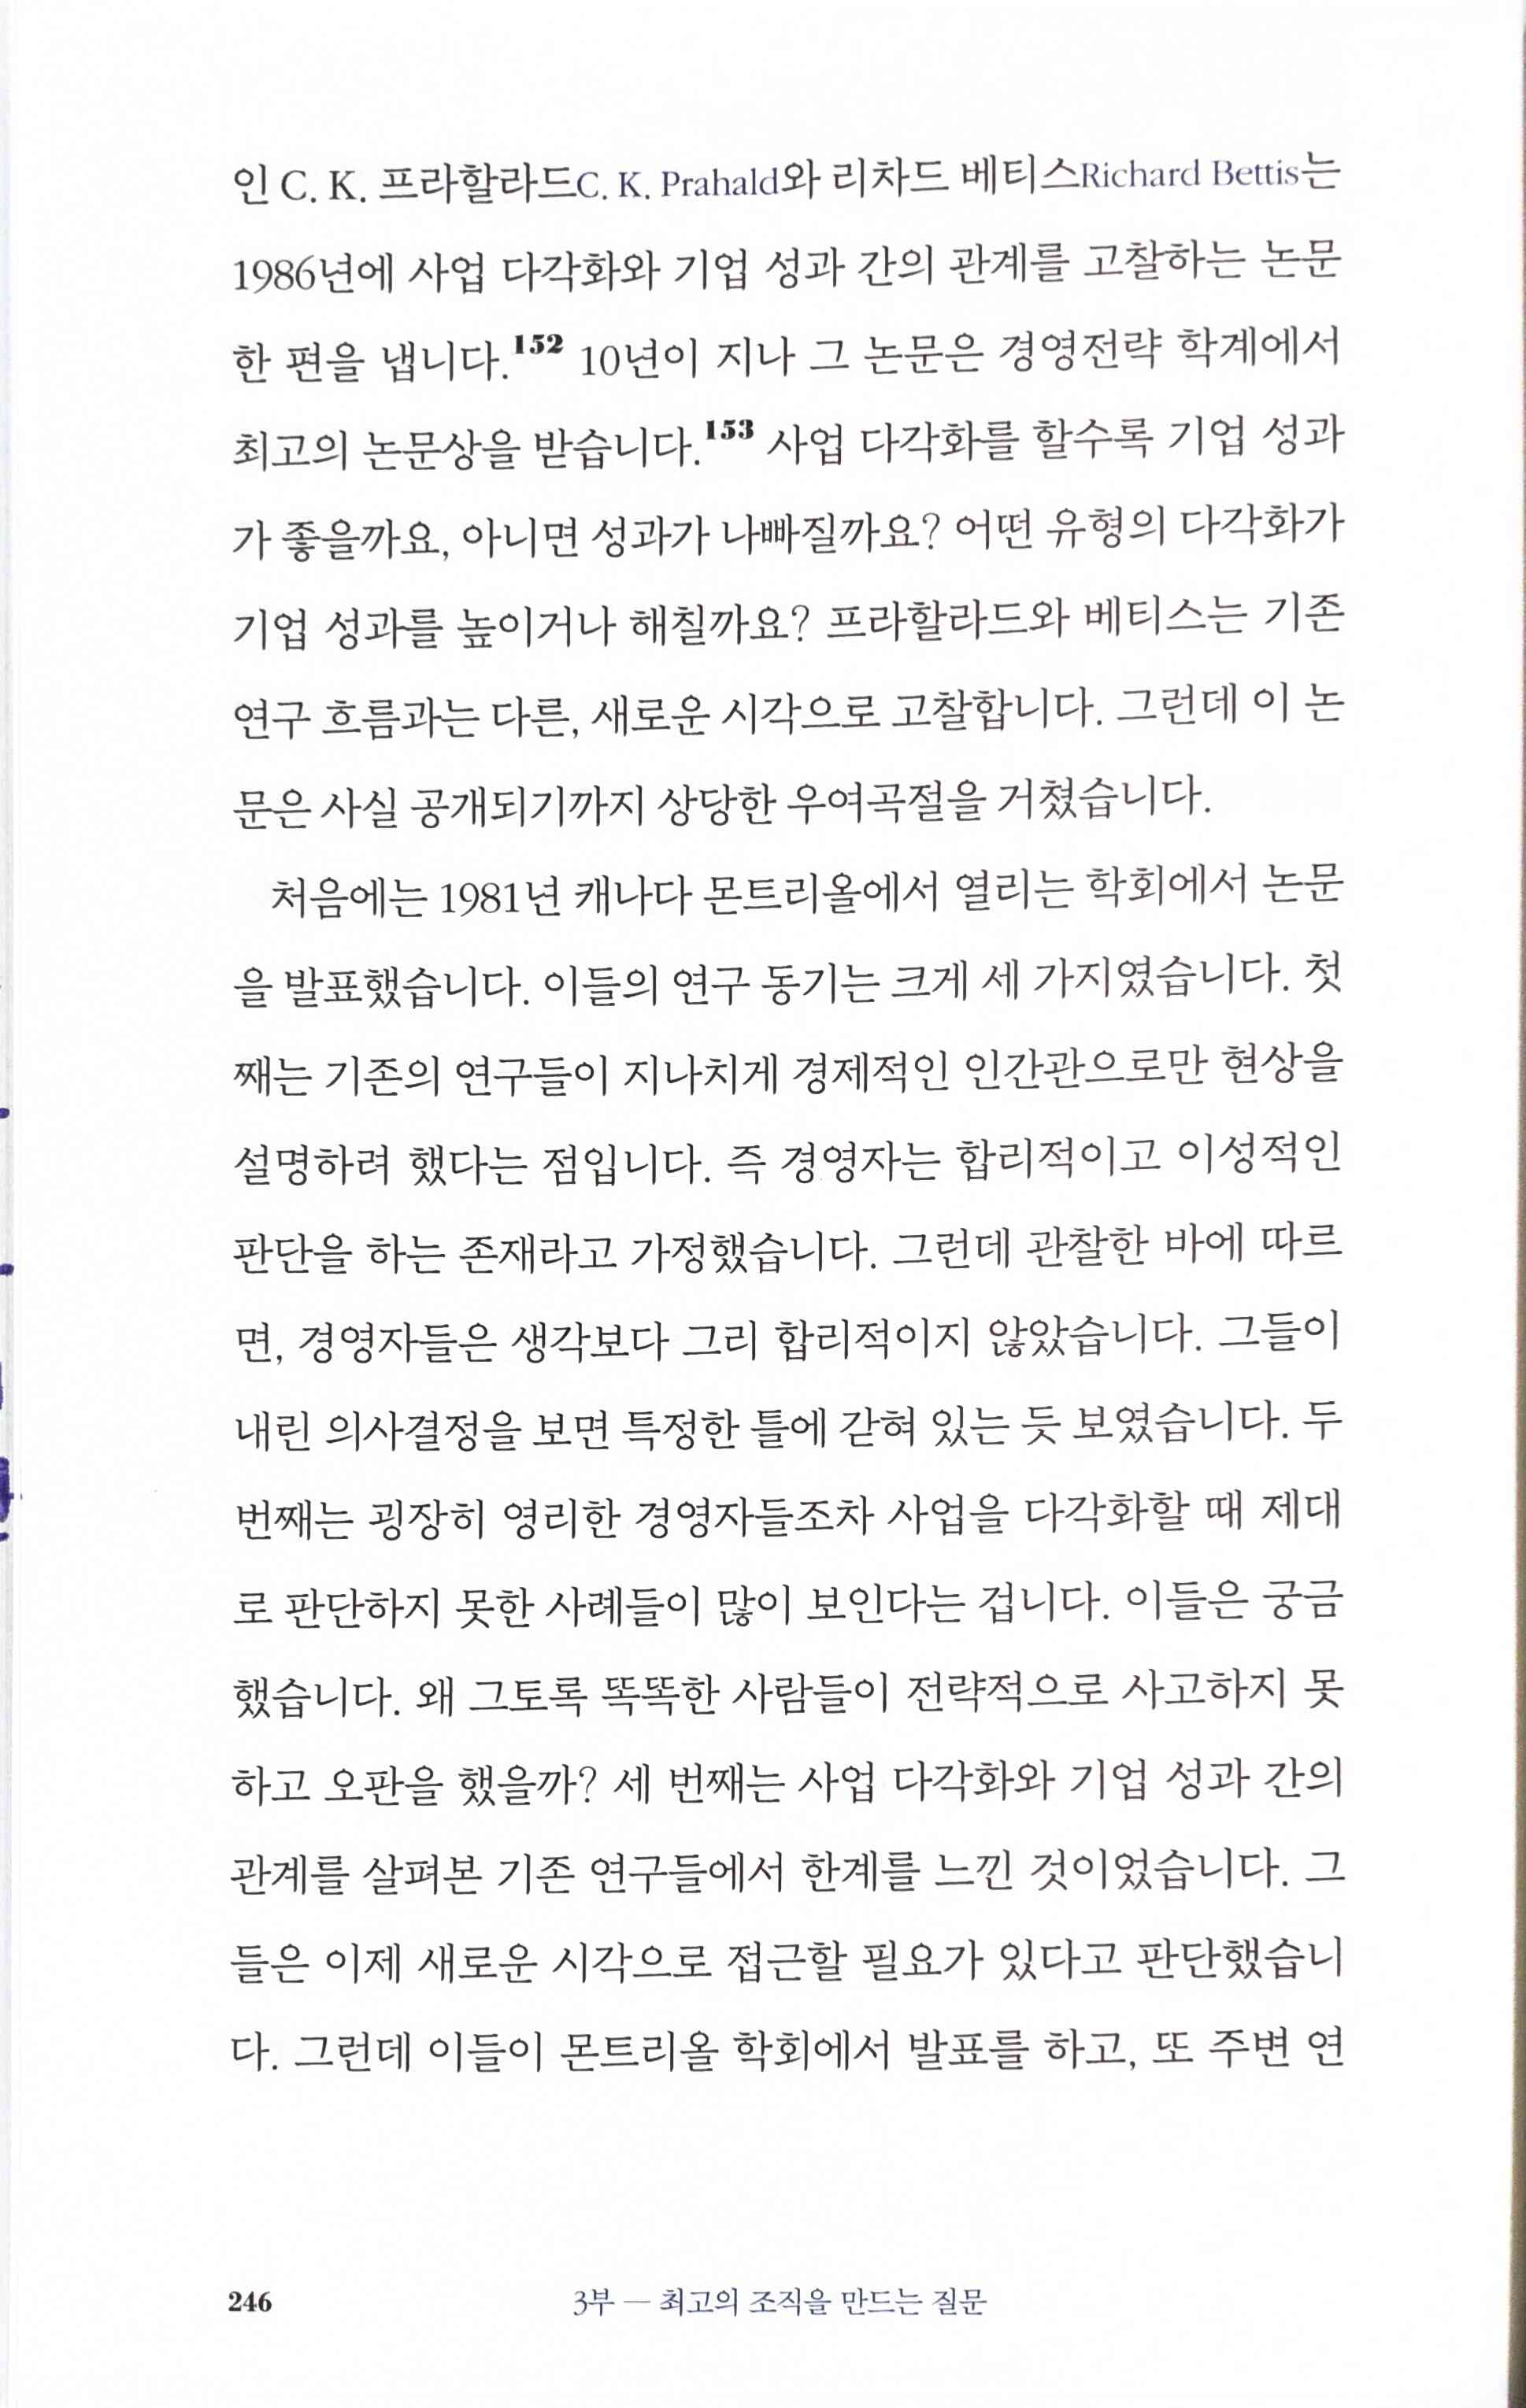 인 C. K. 프라할라드C. K. Prahald와 리차드 베티스Richard Bettis는
1986년에 사업 다각화와 기업 성과 간의 관계를 고찰하는 논문
한 편을 냅니다.152 10년이 지나 그 논문은 경영전략 학계에서
최고의 논문상을 받습니다.153 사업 다각화를 할수록 기업 성과
가 좋을까요, 아니면 성과가 나빠질까요? 어떤 유형의 다각화가
기업 성과를 높이거나 해칠까요? 프라할라드와 베티스는 기존
연구 흐름과는 다른, 새로운 시각으로 고찰합니다. 그런데 이 논
문은 사실 공개되기까지 상당한 우여곡절을 거쳤습니다.
처음에는 1981년 캐나다 몬트리올에서 열리는 학회에서 논문
을 발표했습니다. 이들의 연구 동기는 크게 세 가지였습니다. 첫
째는 기존의 연구들이 지나치게 경제적인 인간관으로만 현상을
설명하려 했다는 점입니다. 즉 경영자는 합리적이고 이성적인
판단을 하는 존재라고 가정했습니다. 그런데 관찰한 바에 따르
면, 경영자들은 생각보다 그리 합리적이지 않았습니다. 그들이
내린 의사결정을 보면 특정한 틀에 갇혀 있는 듯 보였습니다. 두
번째는 굉장히 영리한 경영자들조차 사업을 다각화할 때 제대
로 판단하지 못한 사례들이 많이 보인다는 겁니다. 이들은 궁금
했습니다. 왜 그토록 똑똑한 사람들이 전략적으로 사고하지 못
하고 오판을 했을까? 세 번째는 사업 다각화와 기업 성과 간의
관계를 살펴본 기존 연구들에서 한계를 느낀 것이었습니다. 그
들은 이제 새로운 시각으로 접근할 필요가 있다고 판단했습니
다. 그런데 이들이 몬트리올 학회에서 발표를 하고, 또 주변 연
246 3부 — 최고의 조직을 만드는 질문